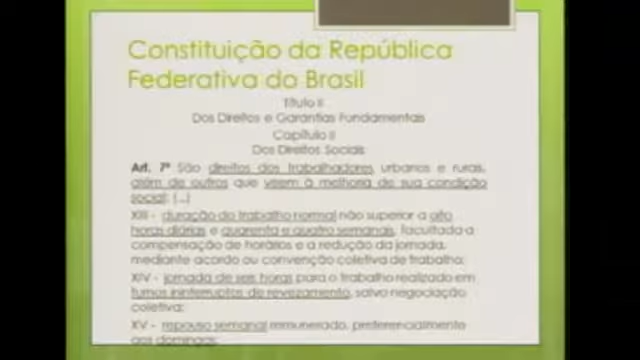 Constituição da República
Federativa do Brasil
Título II
Dos Direitos e Garantias Fundamentais
Capítulo II
Dos Direitos Sociais
Art. 7º São direitos dos trabalhadores urbanos e rurais,
além de outros que visem à melhoria de sua condição
social: (...)
XIII - duração do trabalho normal não superior a oito
horas diárias e quarenta e quatro semanais, facultada a
compensação de horários e a redução da jornada,
mediante acordo ou convenção coletiva de trabalho;
XIV - jornada de seis horas para o trabalho realizado em
turnos ininterruptos de revezamento, salvo negociação
coletiva;
XV - repouso semanal remunerado, preferencialmente
aos domingos;